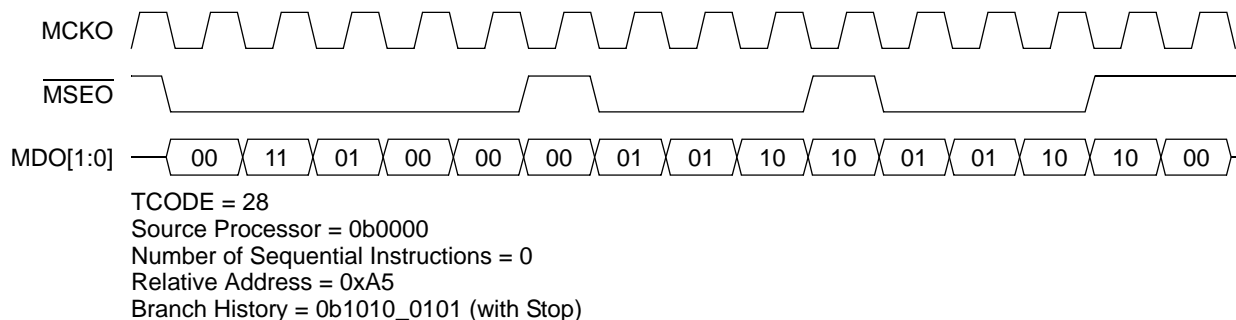 MCKO
MSEO
MDO[1:0] 00 11 01 00 00 00 01 01 10 10 01 01 10 10 00
TCODE = 28
Source Processor = 0b0000
Number of Sequential Instructions = 0
Relative Address = 0xA5
Branch History = 0b1010_0101 (with Stop)